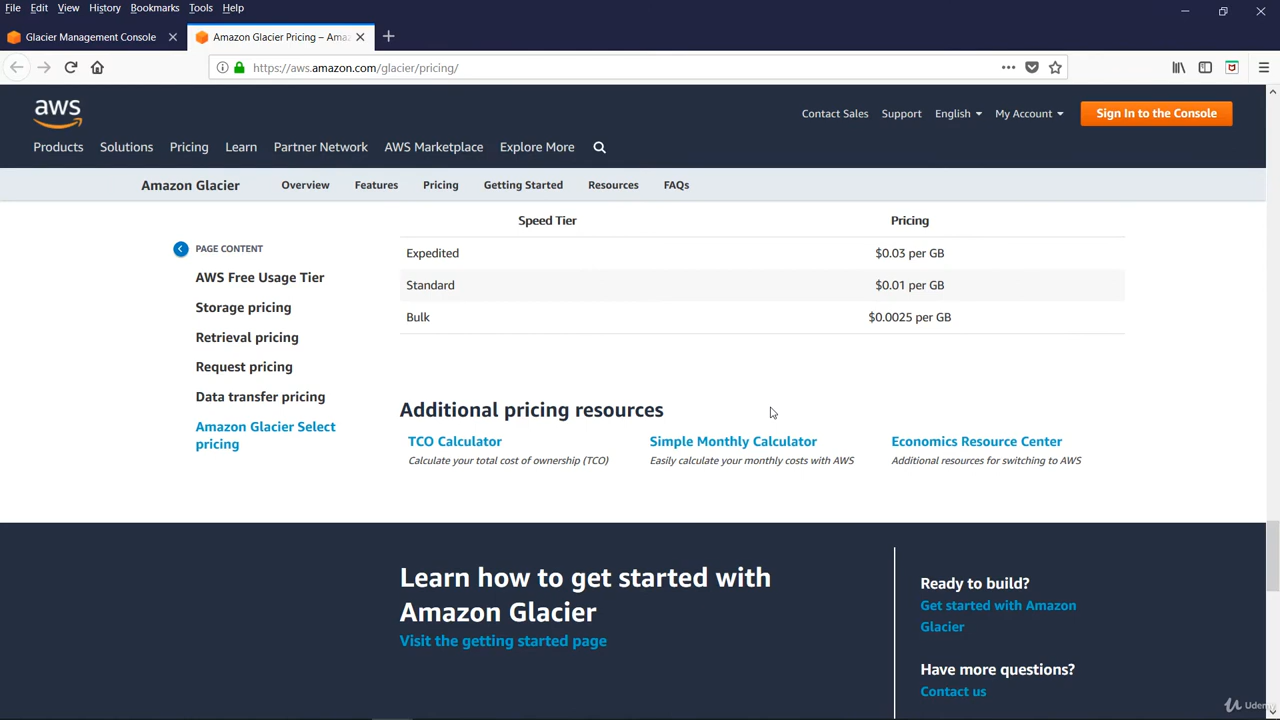 File Edit View History Bookmarks Tools Help
Glacier Management Console
Amazon Glacier Pricing – Ama
https://aws.amazon.com/glacier/pricing/
aws
Contact Sales Support English My Account Sign In to the Console
Products Solutions Pricing Learn Partner Network AWS Marketplace Explore More
Amazon Glacier Overview Features Pricing Getting Started Resources FAQs
PAGE CONTENT
AWS Free Usage Tier
Storage pricing
Retrieval pricing
Request pricing
Data transfer pricing
Amazon Glacier Select
pricing
Speed Tier Pricing
Expedited $0.03 per GB
Standard $0.01 per GB
Bulk $0.0025 per GB
Additional pricing resources
TCO Calculator
Calculate your total cost of ownership (TCO)
Simple Monthly Calculator
Easily calculate your monthly costs with AWS
Economics Resource Center
Additional resources for switching to AWS
Learn how to get started with
Amazon Glacier
Visit the getting started page
Ready to build?
Get started with Amazon
Glacier
Have more questions?
Contact us
Udemy